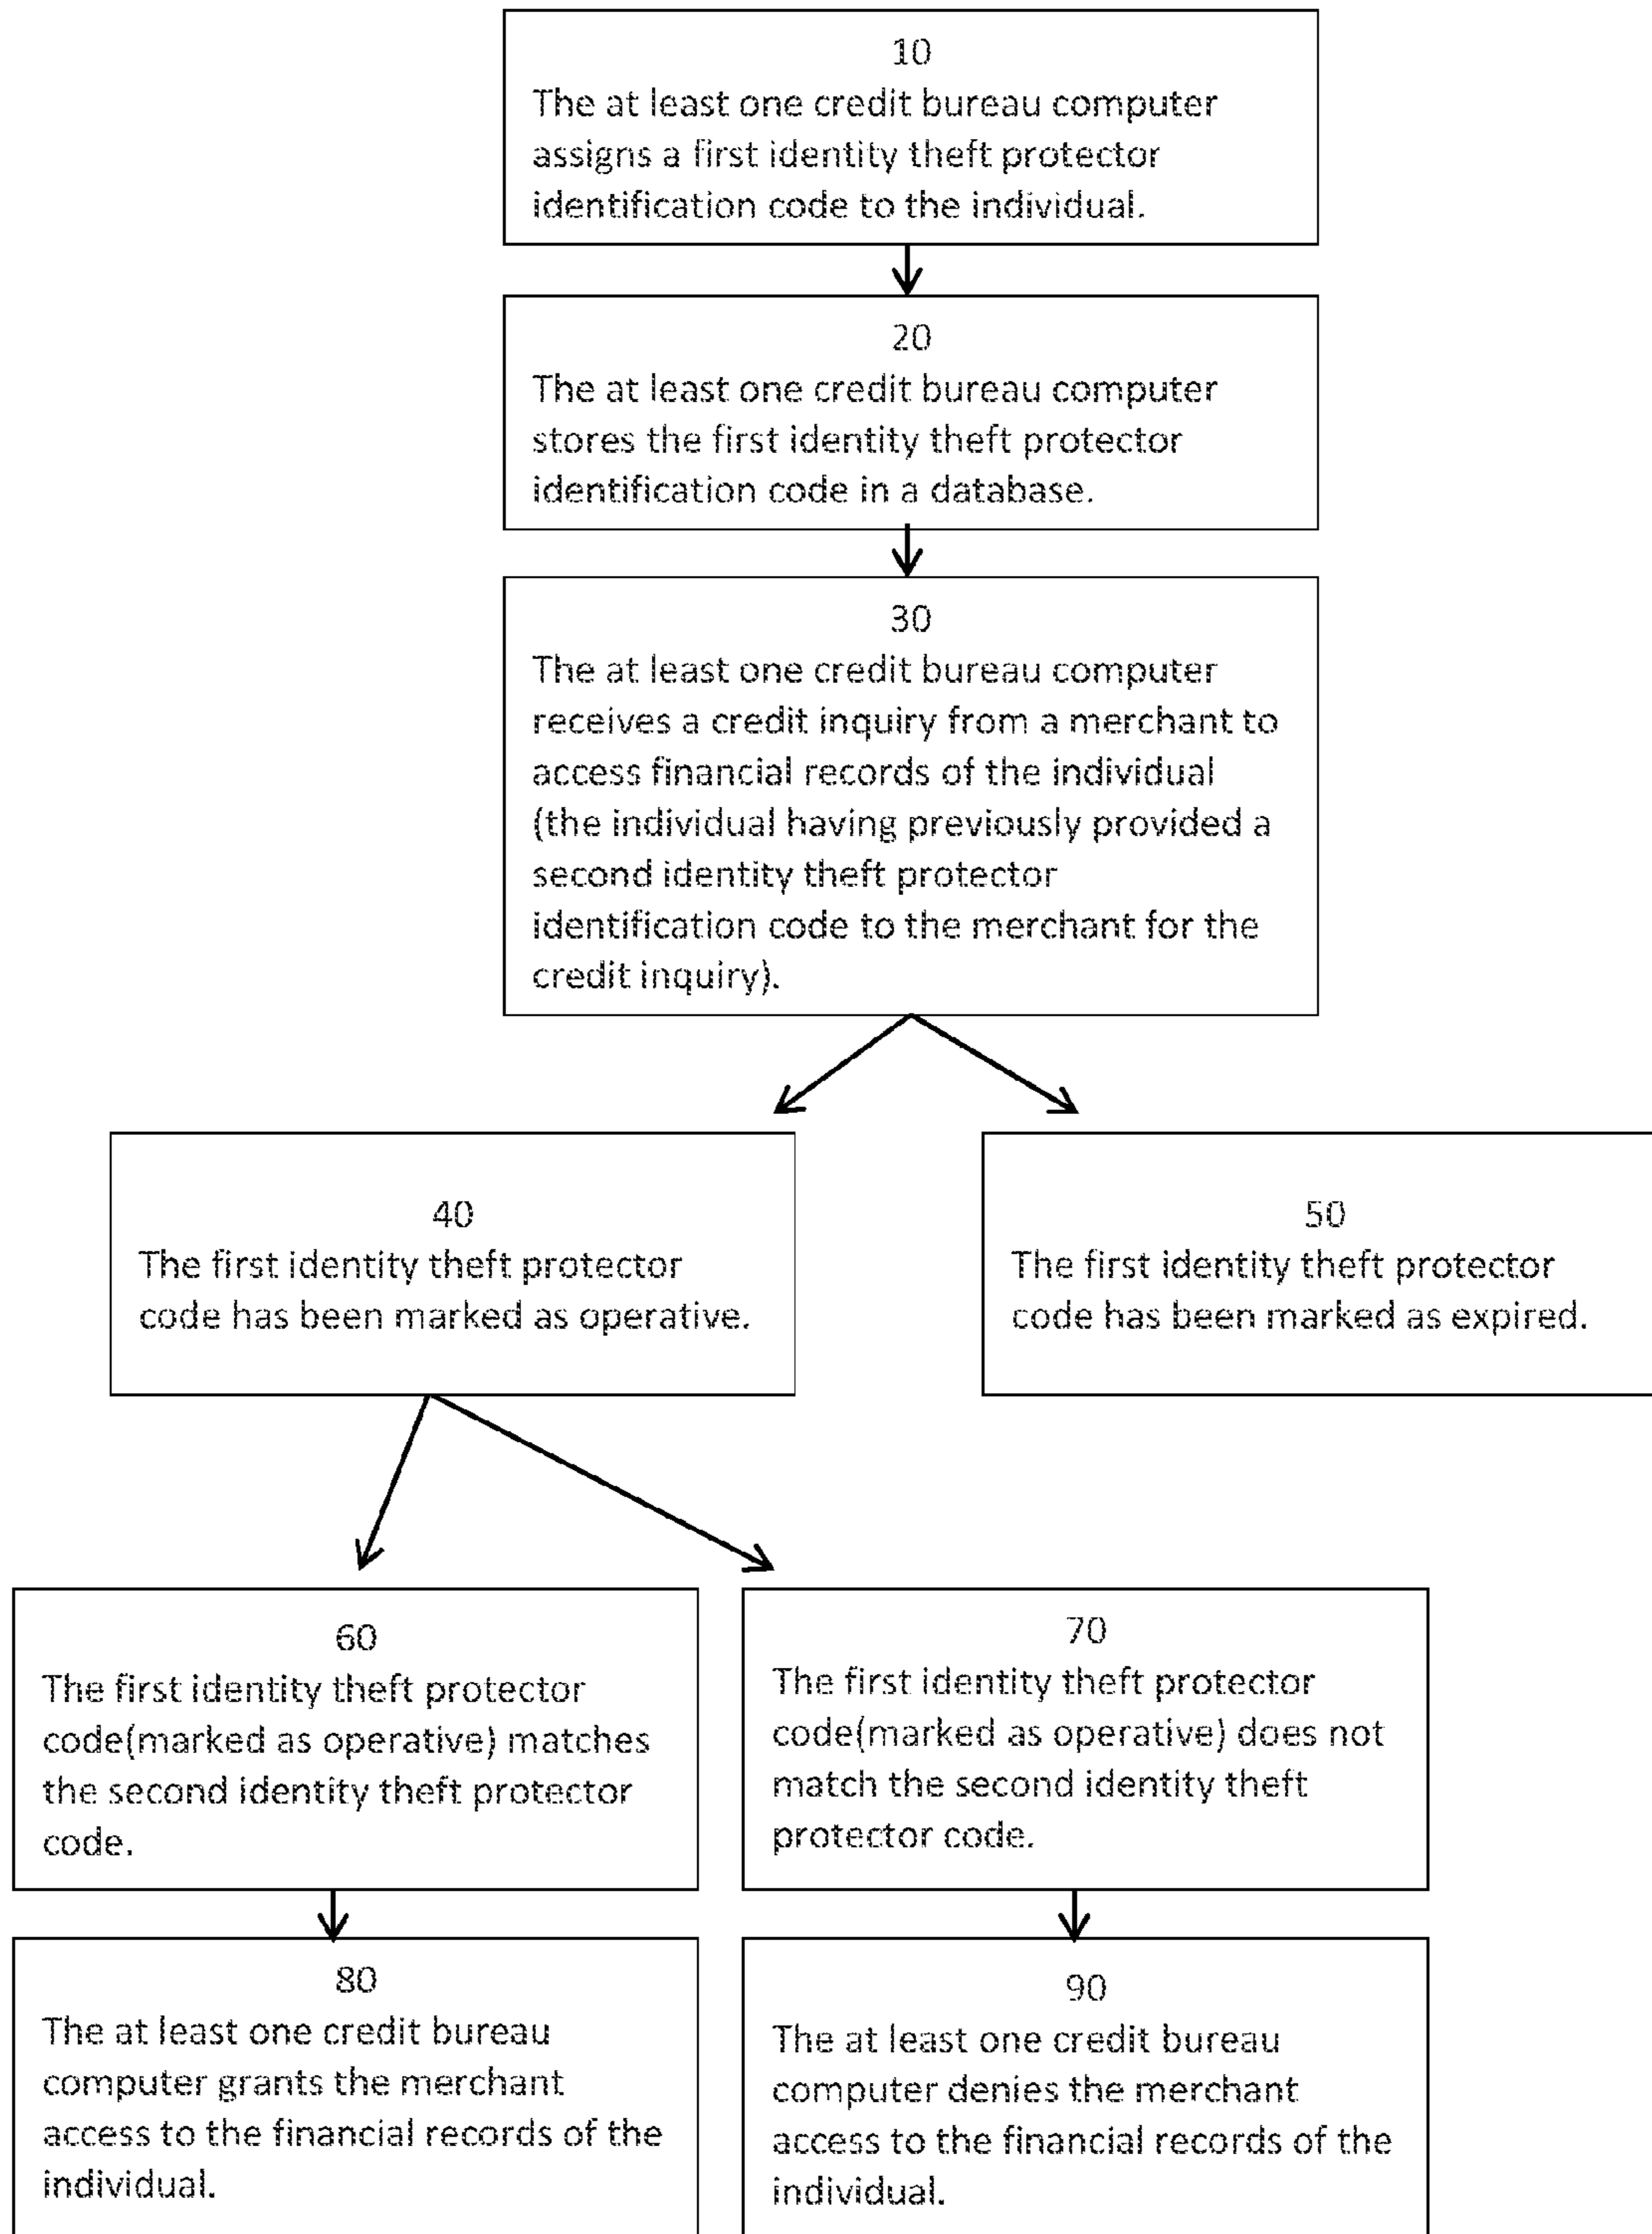 10
The at least one credit bureau computer
assigns a first identity theft protector
identification code to the individual.
20
The at least one credit bureau computer
stores the first identity theft protector
identification code in a database.
30
The at least one credit bureau computer
receives a credit inquiry from a merchant to
access financial records of the individual
(the individual having previously provided a
second identity theft protector
identification code to the merchant for the
credit inquiry).
40
The first identity theft protector
code has been marked as operative.
50
The first identity theft protector
code has been marked as expired.
60
The first identity theft protector
code(marked as operative) matches
the second identity theft protector
code.
70
The first identity theft protector
code(marked as operative) does not
match the second identity theft
protector code.
80
The at least one credit bureau
computer grants the merchant
access to the financial records of the
individual.
90
The at least one credit bureau
computer denies the merchant
access to the financial records of the
individual.